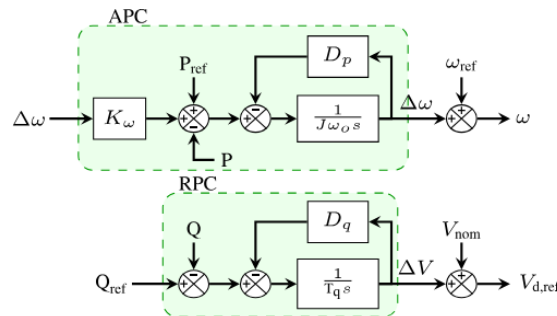 APC
P_ref
D_p
ω_ref
Δω
K_ω
1/(Jω_o s)
Δω
ω
P
RPC
Q
D_q
V_nom
Q_ref
1/(T_q s)
ΔV
V_d,ref